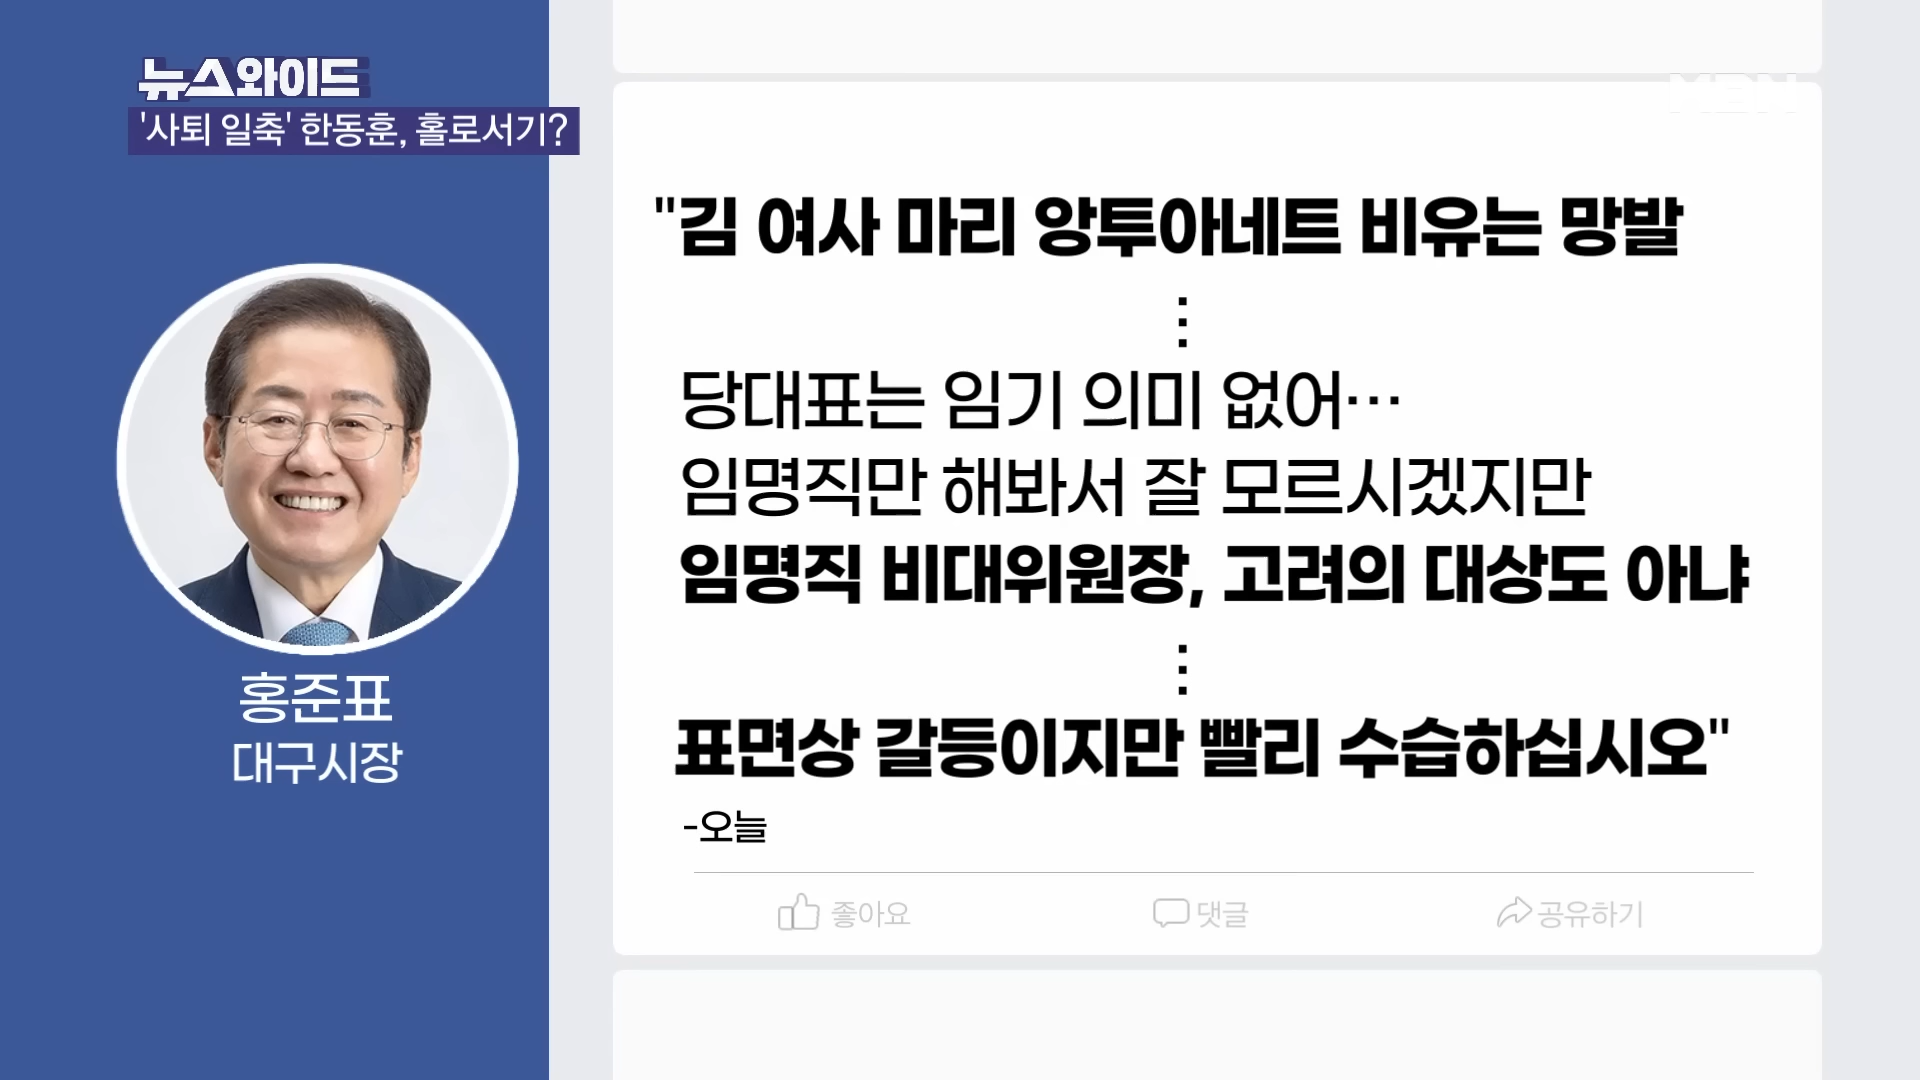 뉴스와이드
'사퇴 일축' 한동훈, 홀로서기?
MBN
"김 여사 마리 앙투아네트 비유는 망발
⋮
당대표는 임기 의미 없어…
임명직만 해봐서 잘 모르시겠지만
임명직 비대위원장, 고려의 대상도 아냐
⋮
표면상 갈등이지만 빨리 수습하십시오"
-오늘
좋아요 댓글 공유하기
홍준표
대구시장